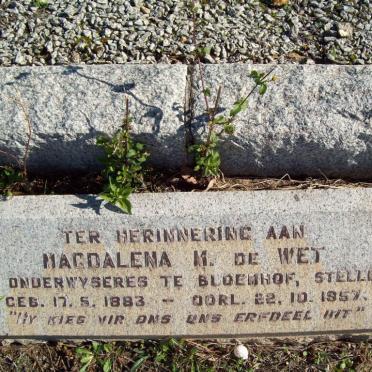 TER HERINNERING AAN
MAGDALENA M. DE WET
ONDERWYSERES TE BLOEMHOF, STELL
GEB. 17. 5. 1883 — OORL. 22. 10. 1957.
"HY KIES VIR ONS ONS ERFDEEL UIT"